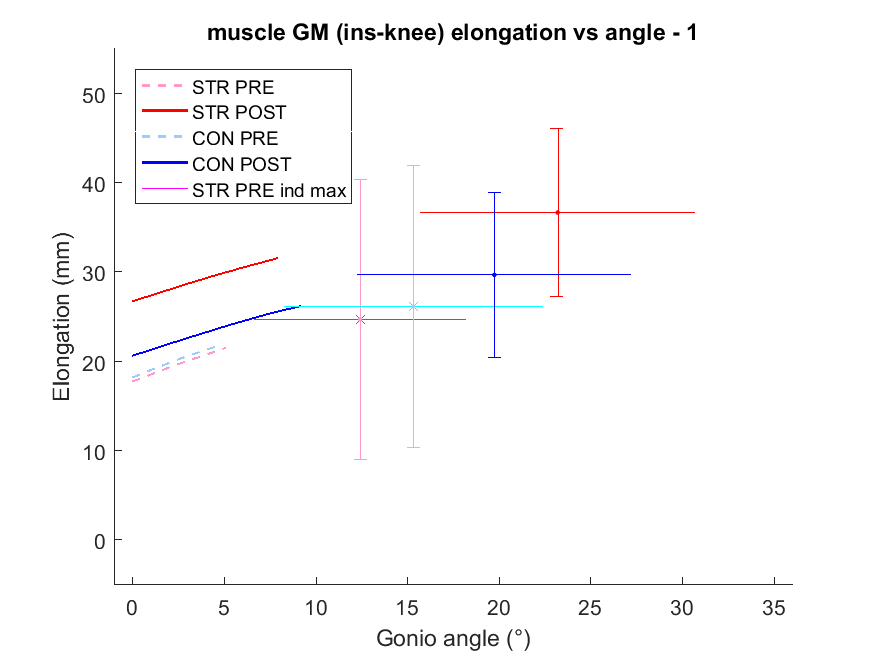 muscle GM (ins-knee) elongation vs angle - 1
STR PRE
STR POST
CON PRE
CON POST
STR PRE ind max
50
40
30
20
10
0
Elongation (mm)
0 5 10 15 20 25 30 35
Gonio angle (°)